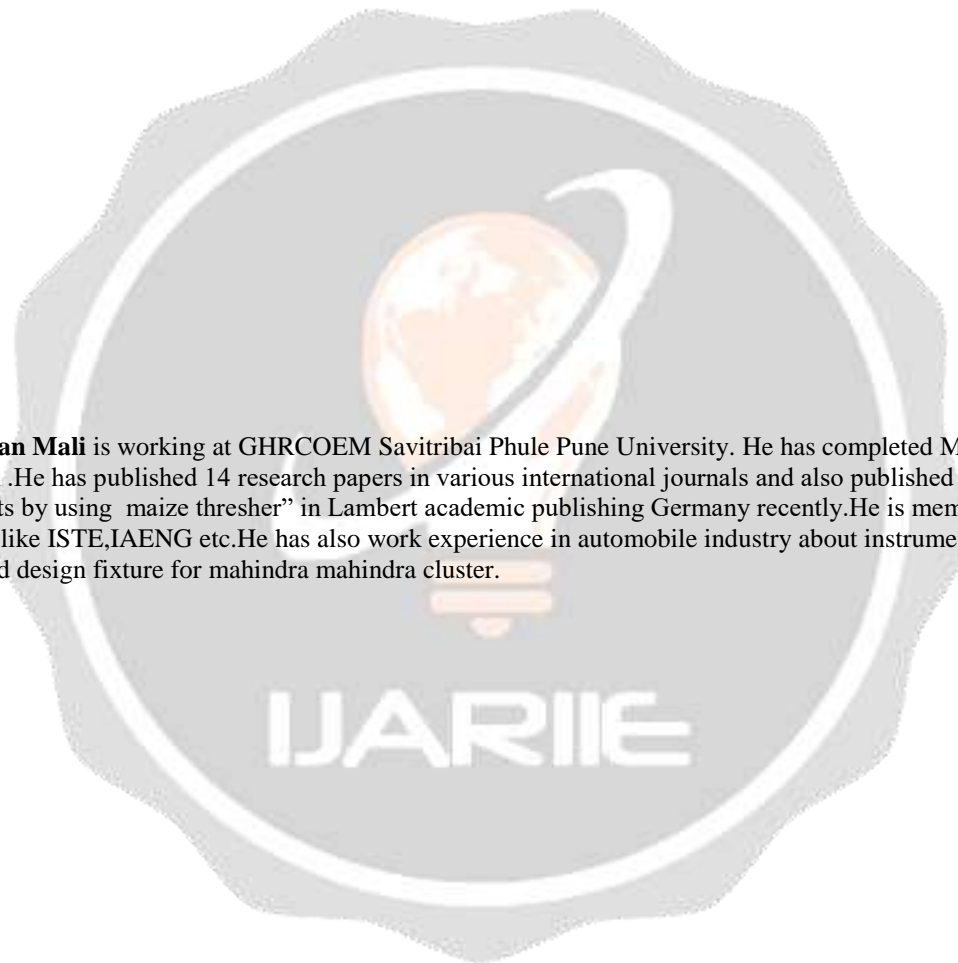 an Mali is working at GHRCOEM Savitribai Phule Pune University. He has completed M
.He has published 14 research papers in various international journals and also published
ts by using maize thresher” in Lambert academic publishing Germany recently.He is mem
like ISTE,IAENG etc.He has also work experience in automobile industry about instrume
d design fixture for mahindra mahindra cluster.
IJARIIE